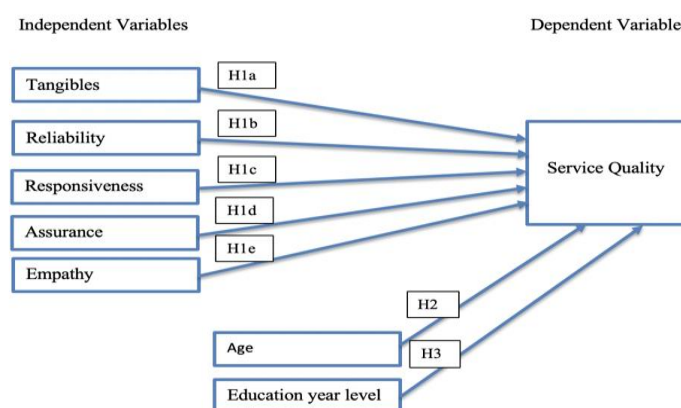 Independent Variables
Dependent Variable
Tangibles
H1a
Reliability
H1b
Responsiveness
H1c
Service Quality
Assurance
H1d
Empathy
H1e
Age
H2
Education year level
H3